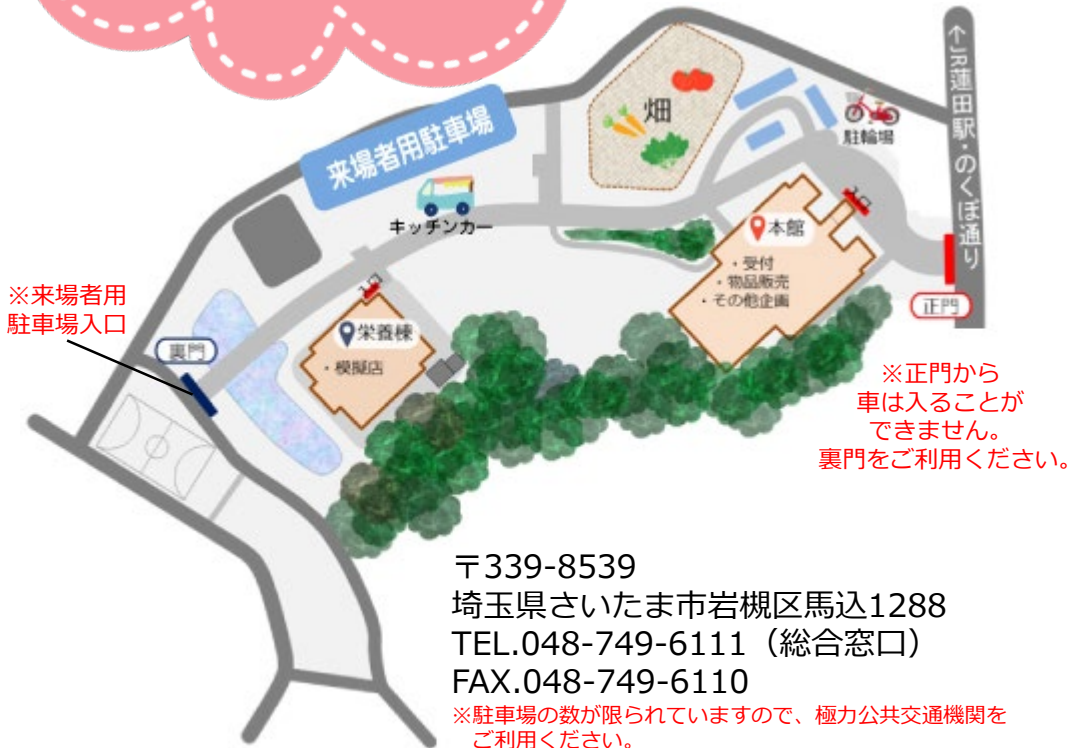 ↑JR蓮田駅・のくぼ通り
畑
駐輪場
来場者用駐車場
キッチンカー
入口
本館
・受付
・物品販売
・その他企画
正門
※来場者用
駐車場入口
裏門
入口
栄養棟
・模擬店
※正門から
車は入ることが
できません。
裏門をご利用ください。
〒339-8539
埼玉県さいたま市岩槻区馬込1288
TEL.048-749-6111（総合窓口）
FAX.048-749-6110
※駐車場の数が限られていますので、極力公共交通機関を
ご利用ください。